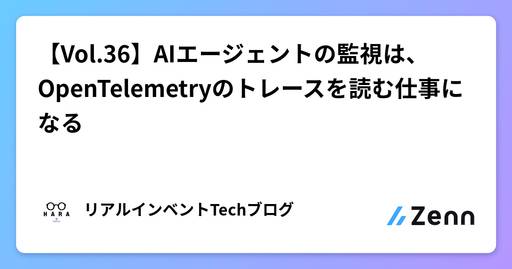 【Vol.36】AIエージェントの監視は、
OpenTelemetryのトレースを読む仕事に
なる
HARA
リアルインベントTechブログ
Zenn